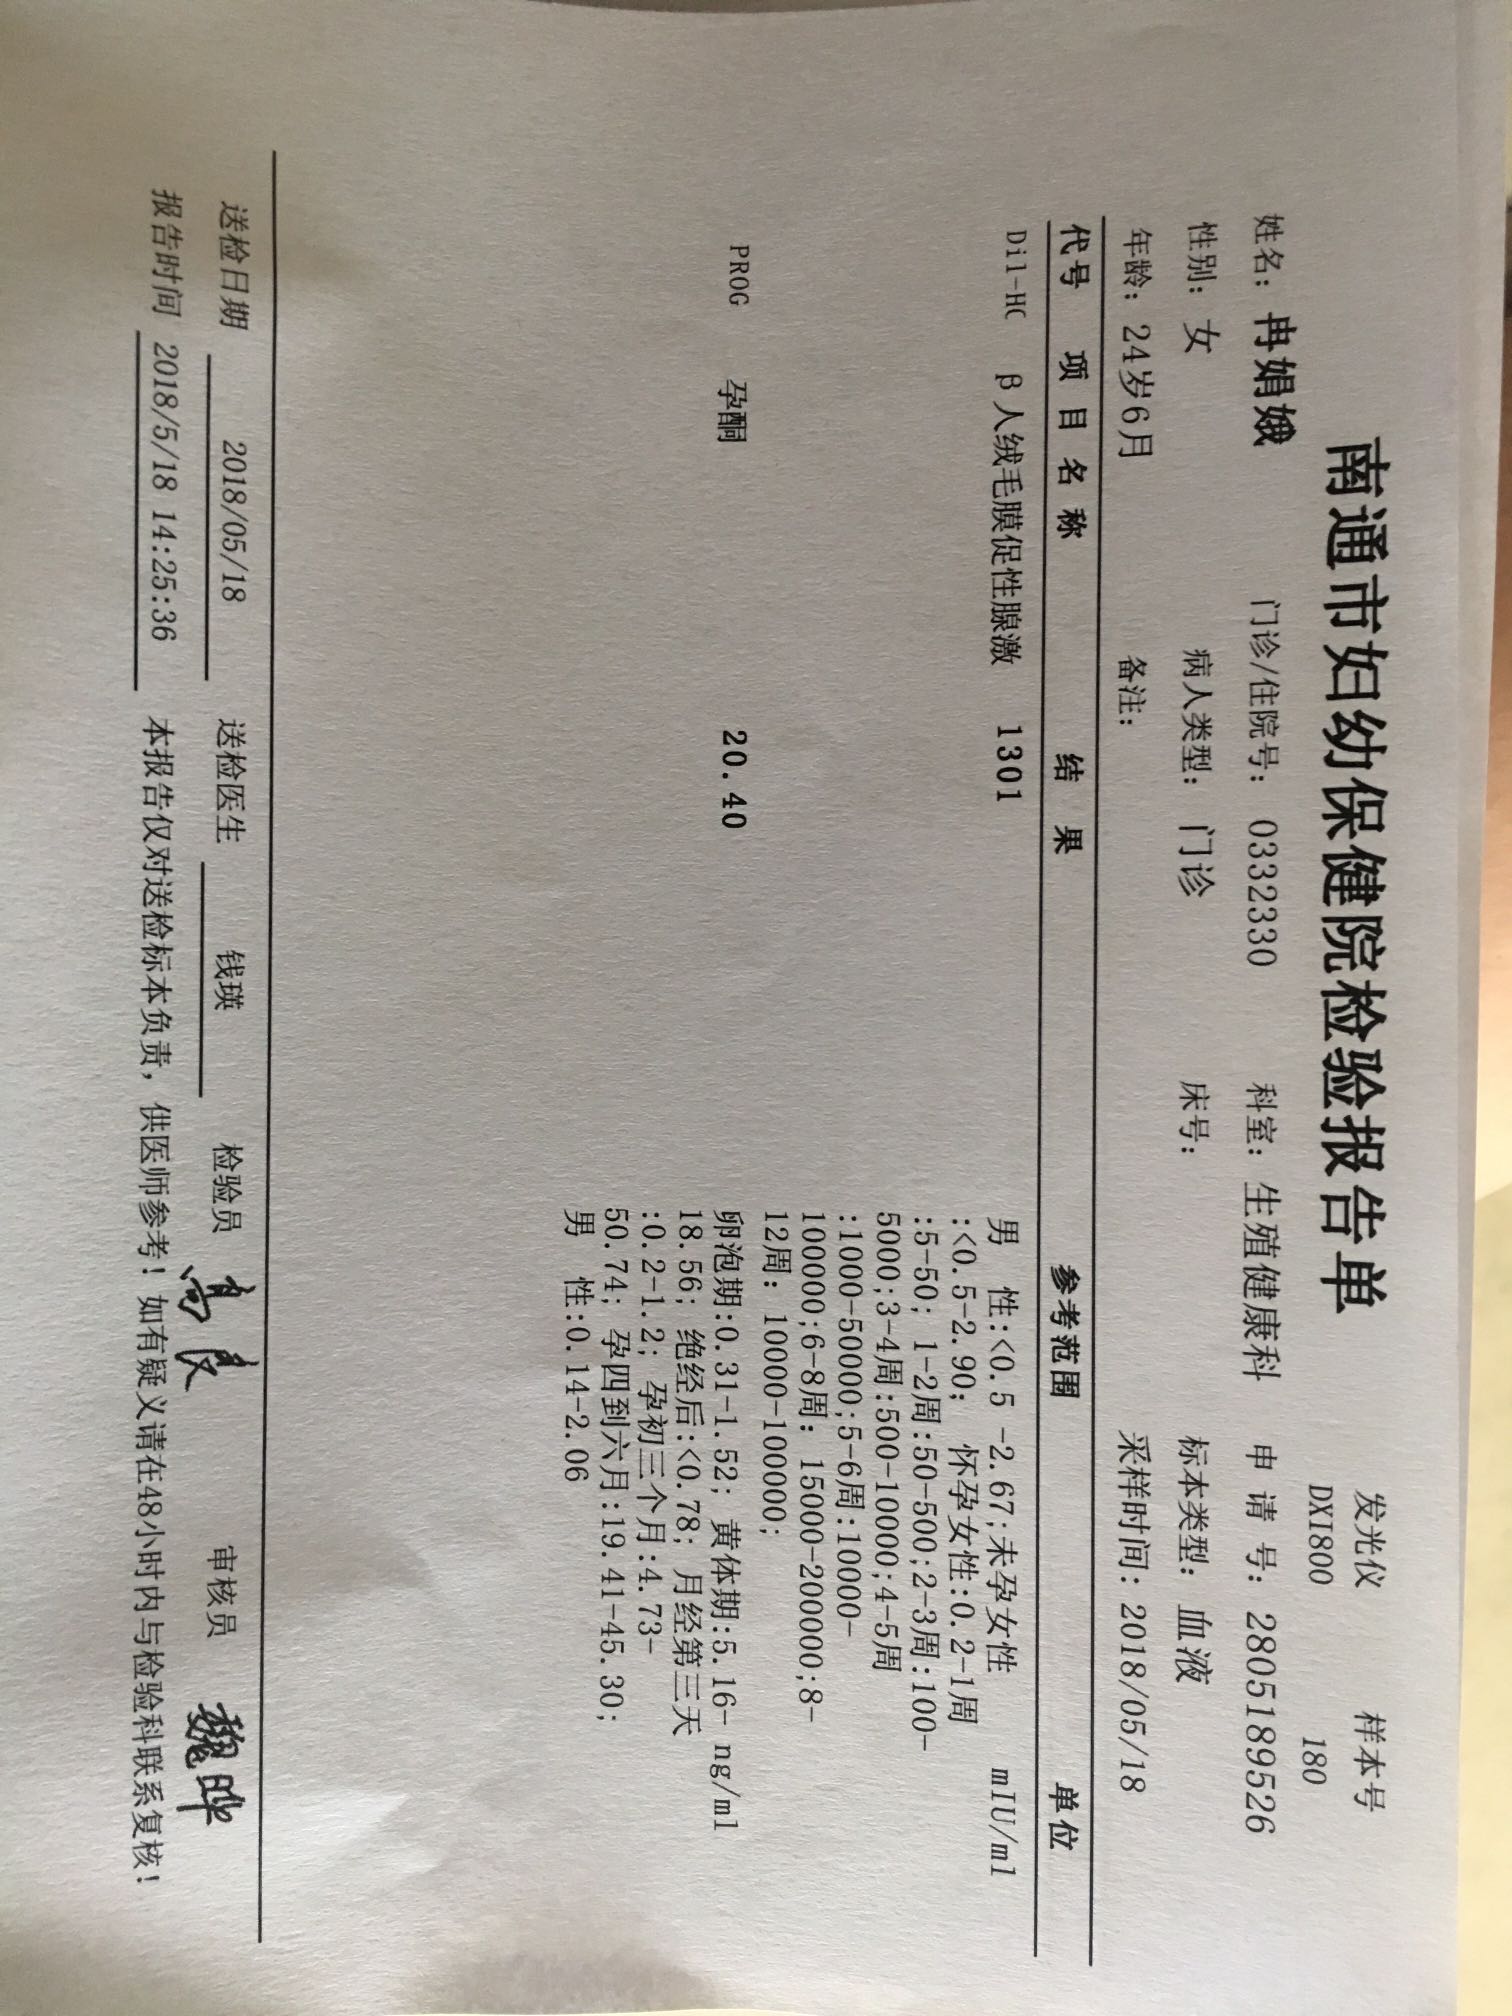 南通市妇幼保健院检验报告单
发光仪 样本号
DXI800 180
姓名：冉娟娥 门诊/住院号：0332330 科室：生殖健康科 申 请 号：2805189526
性别：女 病人类型：门诊 床号： 标本类型：血液
年龄：24岁6月 备注： 采样时间：2018/05/18
代号 项 目 名 称 结 果 参考范围 单位
Dil-HC β人绒毛膜促性腺激 1301 男 性:<0.5 -2.67;未孕女性 mIU/ml
:<0.5-2.90; 怀孕女性:0.2-1周
:5-50; 1-2周:50-500;2-3周:100-
5000;3-4周:500-10000;4-5周
:1000-50000;5-6周:10000-
100000;6-8周: 15000-200000;8-
12周: 10000-100000;
PROG 孕酮 20.40 卵泡期:0.31-1.52; 黄体期:5.16- ng/ml
18.56; 绝经后:<0.78; 月经第三天
:0.2-1.2; 孕初三个月:4.73-
50.74; 孕四到六月:19.41-45.30;
男 性:0.14-2.06
送检日期 2018/05/18 送检医生 钱瑛 检验员 审核员 魏晔
报告时间 2018/5/18 14:25:36 本报告仅对送检标本负责，供医师参考！如有疑义请在48小时内与检验科联系复核！